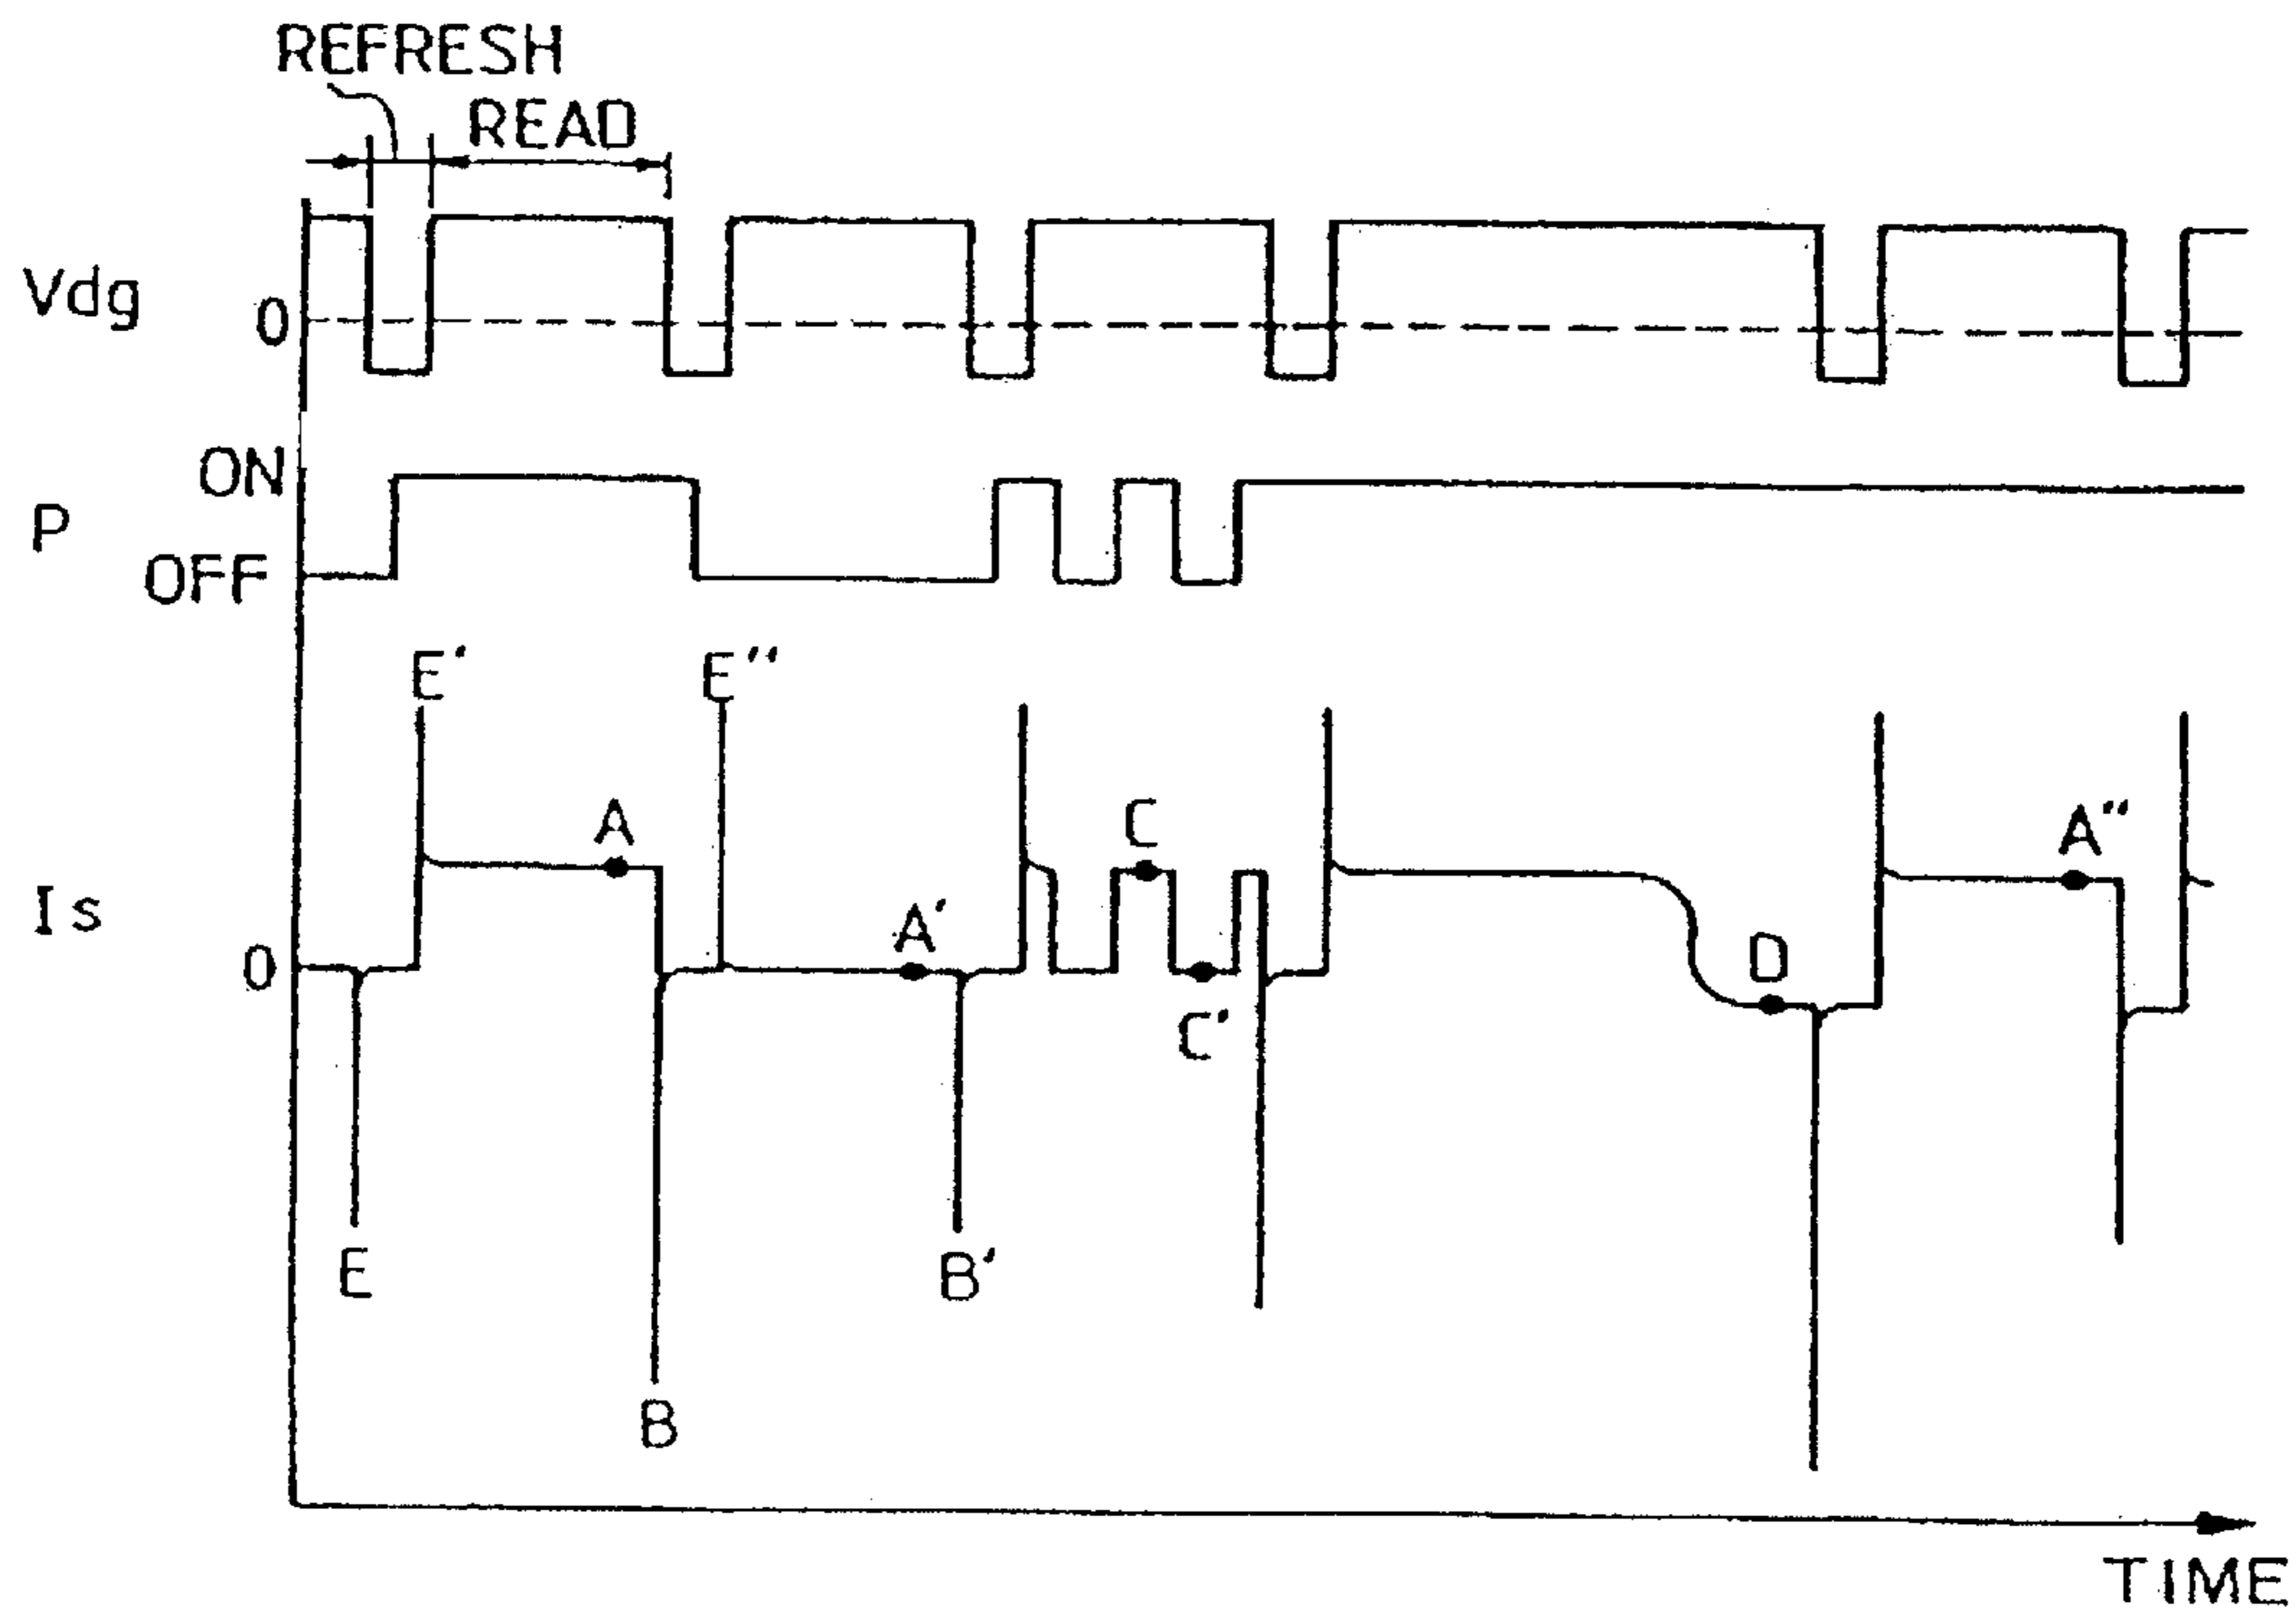 REFRESH
READ
Vdg
0
ON
P
OFF
E'
E"
A
C
A"
Is
A'
0
D
C'
E
B'
B
TIME